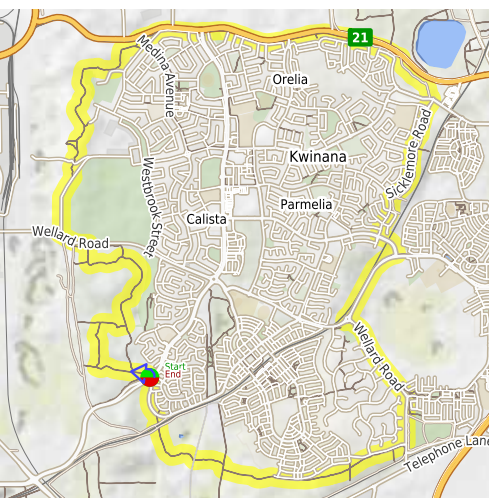 21
Medina Avenue
Orelia
Kwinana
Sicklemore Road
Westbrook Street
Parmelia
Calista
Wellard Road
Start
End
Wellard Road
Telephone Lane